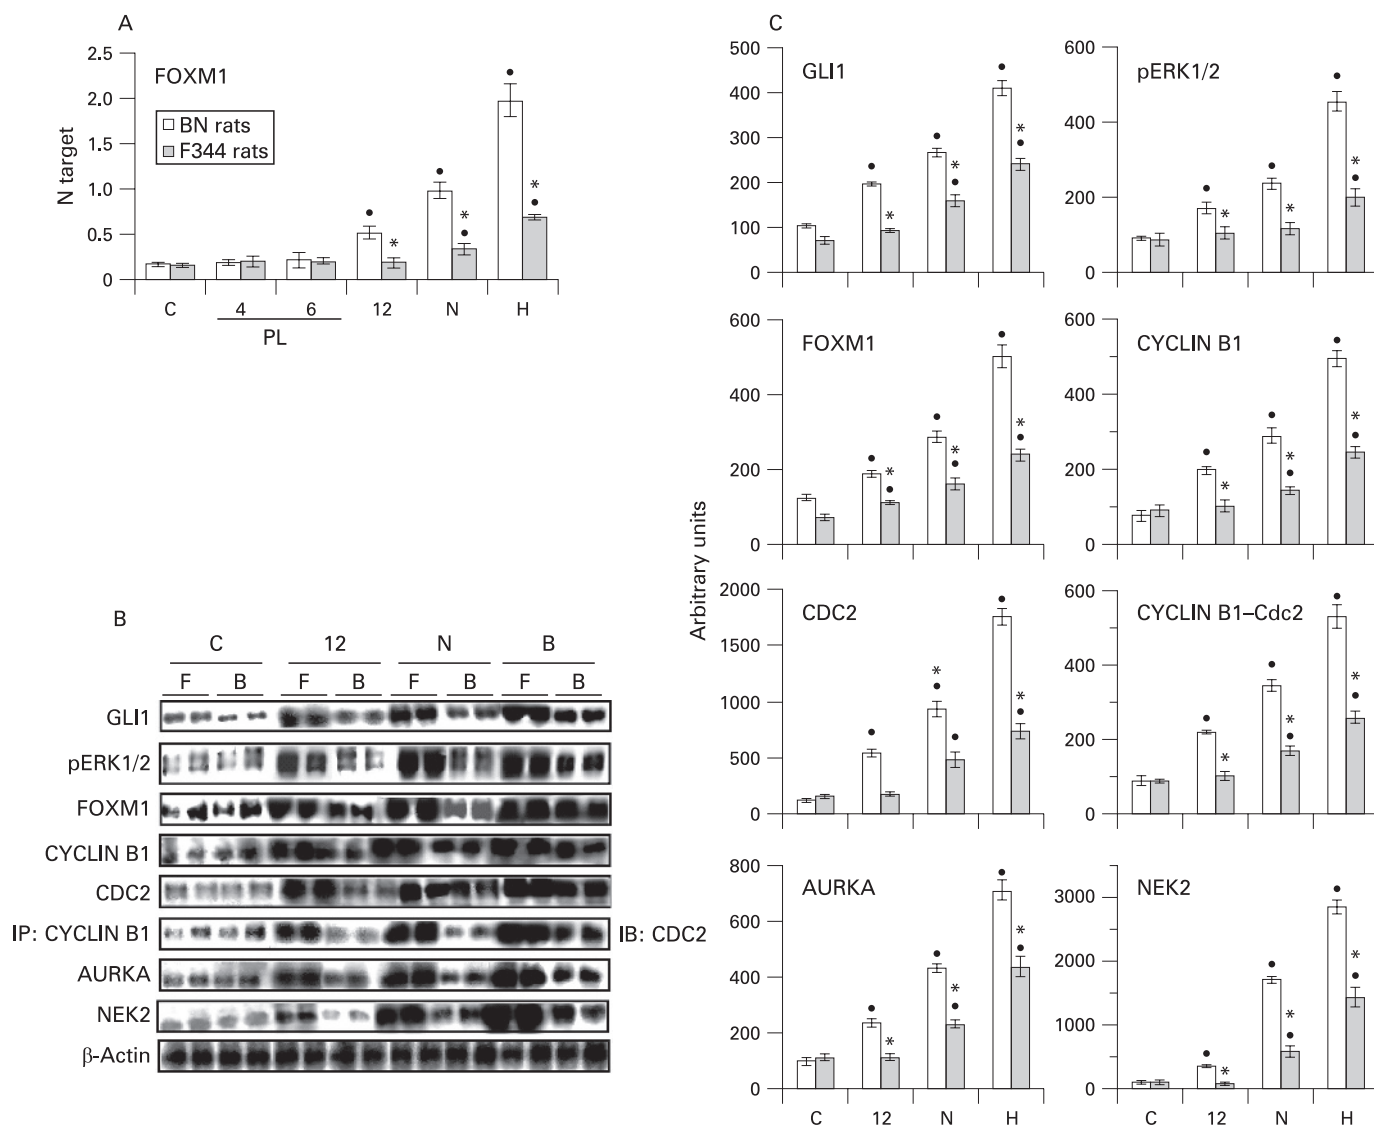 A
FOXM1
BN rats
F344 rats
N target
2.5
2.0
1.5
1.0
0.5
0
C 4 6 12 N H
PL
B
C 12 N B
F B F B F B F B
GLI1
pERK1/2
FOXM1
CYCLIN B1
CDC2
IP: CYCLIN B1 IB: CDC2
AURKA
NEK2
β-Actin
C
Arbitrary units
GLI1
500
400
300
200
100
0
pERK1/2
600
400
200
0
FOXM1
600
400
200
0
CYCLIN B1
600
400
200
0
CDC2
2000
1500
1000
500
0
CYCLIN B1–Cdc2
600
400
200
0
AURKA
800
600
400
200
0
C 12 N H
NEK2
3000
2000
1000
0
C 12 N H